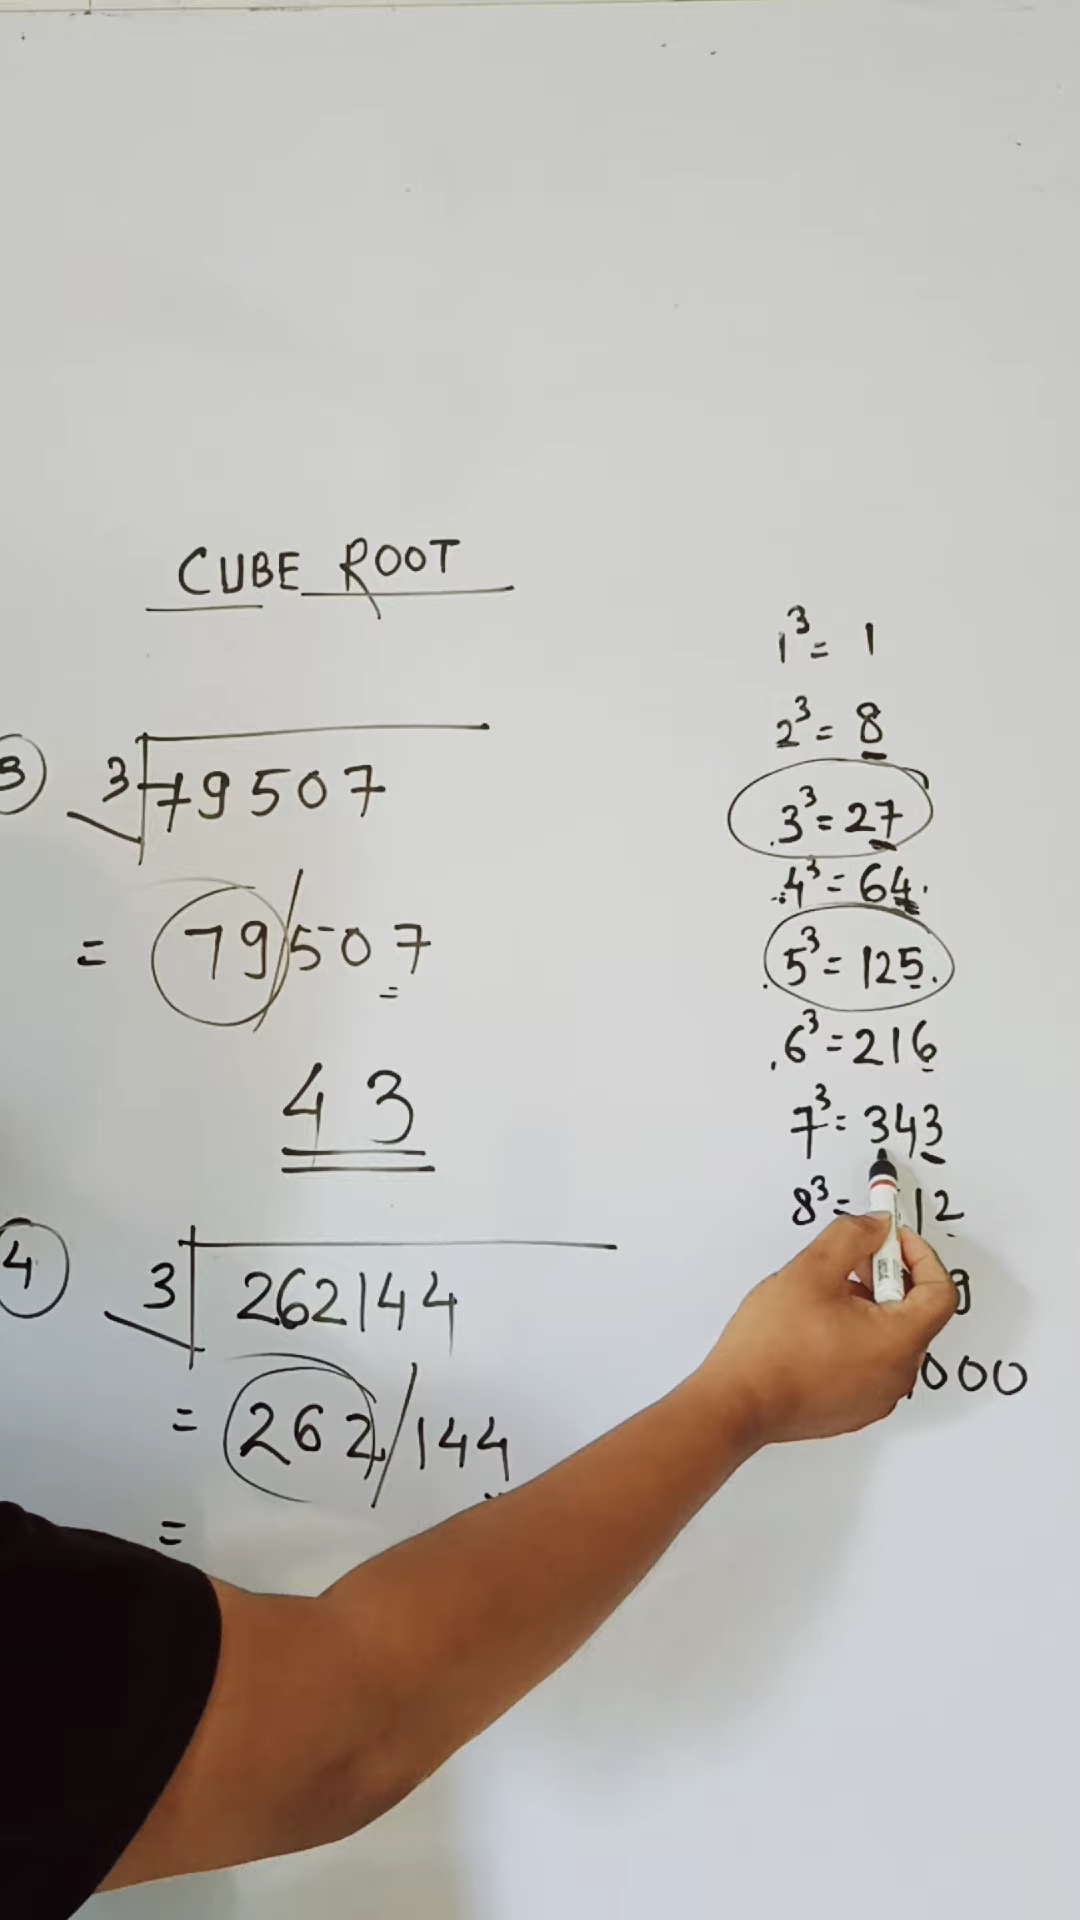 CUBE ROOT
3 ∛79507
= 79/507
43
4 ∛262144
= 262/144
=
1³ = 1
2³ = 8
3³ = 27
4³ = 64
5³ = 125
6³ = 216
7³ = 343
8³ = 12
9
000